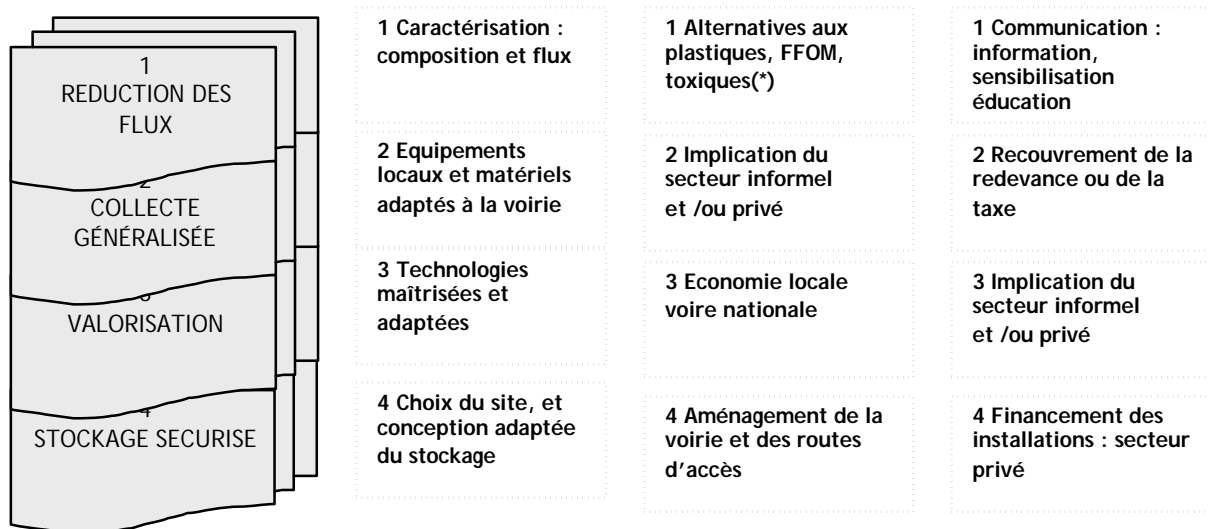 1
REDUCTION DES
FLUX
2
COLLECTE
GÉNÉRALISÉE
3
VALORISATION
4
STOCKAGE SECURISE
1 Caractérisation :
composition et flux
2 Equipements
locaux et matériels
adaptés à la voirie
3 Technologies
maîtrisées et
adaptées
4 Choix du site, et
conception adaptée
du stockage
1 Alternatives aux
plastiques, FFOM,
toxiques(*)
2 Implication du
secteur informel
et /ou privé
3 Economie locale
voire nationale
4 Aménagement de la
voirie et des routes
d'accès
1 Communication :
information,
sensibilisation
éducation
2 Recouvrement de la
redevance ou de la
taxe
3 Implication du
secteur informel
et /ou privé
4 Financement des
installations : secteur
privé